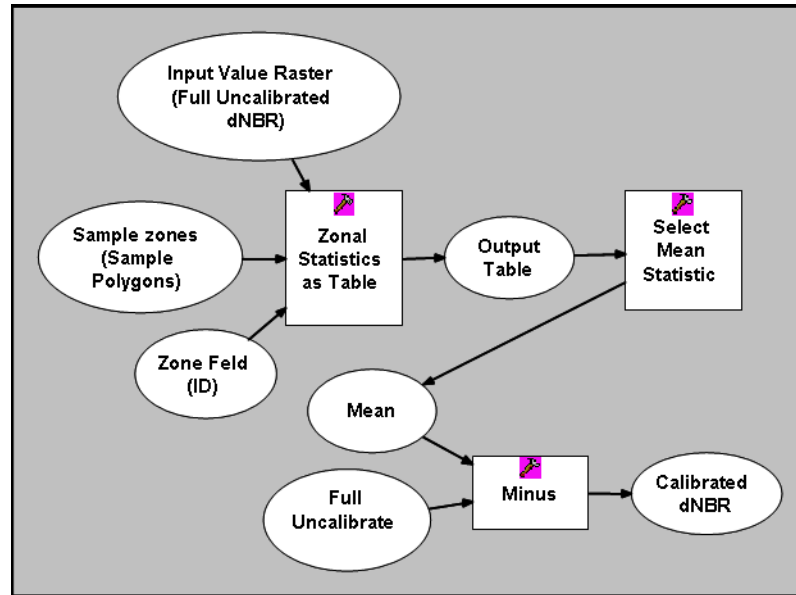 Input Value Raster
(Full Uncalibrated
dNBR)
Sample zones
(Sample
Polygons)
Zone Feld
(ID)
Zonal
Statistics
as Table
Output
Table
Select
Mean
Statistic
Mean
Full
Uncalibrate
Minus
Calibrated
dNBR